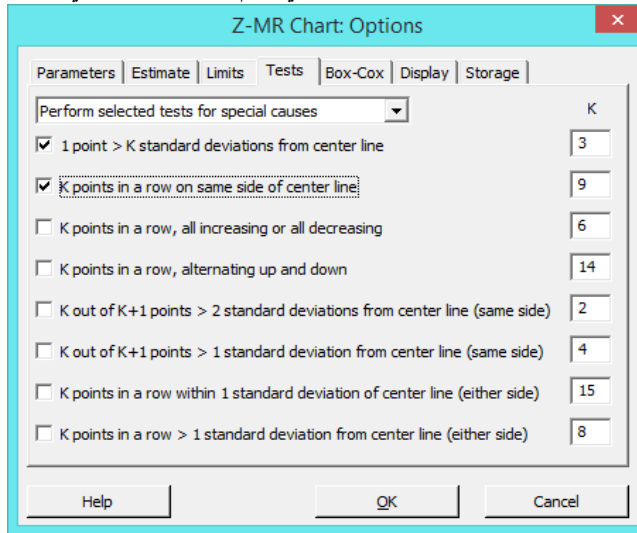 Z-MR Chart: Options
×
Parameters Estimate Limits Tests Box-Cox Display Storage
Perform selected tests for special causes K
1 point > K standard deviations from center line 3
K points in a row on same side of center line 9
K points in a row, all increasing or all decreasing 6
K points in a row, alternating up and down 14
K out of K+1 points > 2 standard deviations from center line (same side) 2
K out of K+1 points > 1 standard deviation from center line (same side) 4
K points in a row within 1 standard deviation of center line (either side) 15
K points in a row > 1 standard deviation from center line (either side) 8
Help OK Cancel